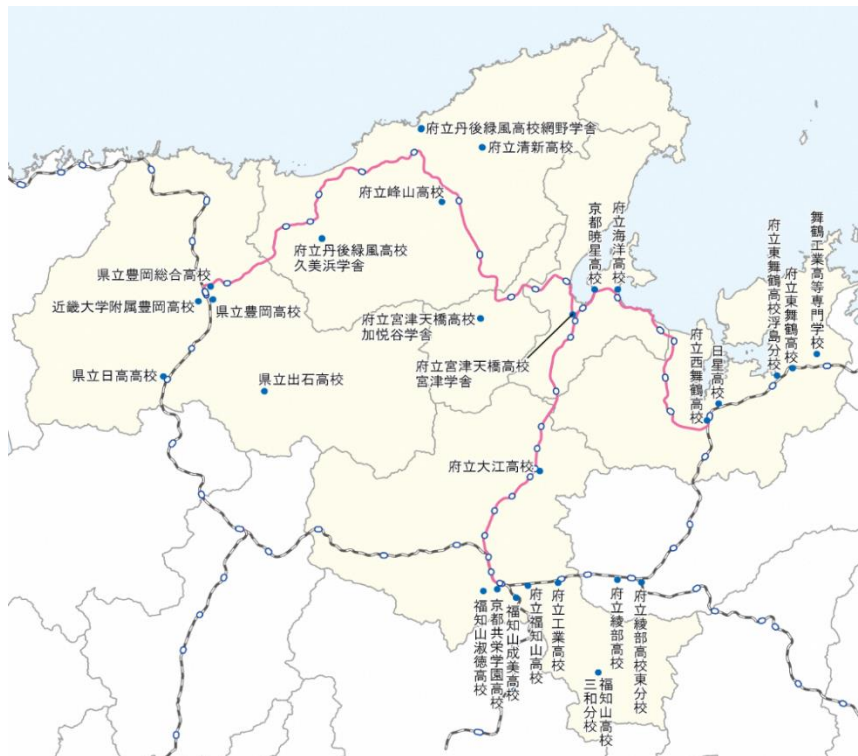 府立丹後緑風高校網野学舎
府立清新高校
府立峰山高校
府立丹後緑風高校
久美浜学舎
京都暁星高校
府立海洋高校
府立東舞鶴高校浮島分校
府立東舞鶴高校
舞鶴工業高等専門学校
県立豊岡総合高校
近畿大学附属豊岡高校
県立豊岡高校
府立宮津天橋高校
加悦谷学舎
府立宮津天橋高校
宮津学舎
府立西舞鶴高校
日星高校
県立日高高校
県立出石高校
府立大江高校
福知山淑徳高校
京都共栄学園高校
福知山成美高校
府立福知山高校
府立工業高校
府立綾部高校
府立綾部高校東分校
福知山高校
三和分校